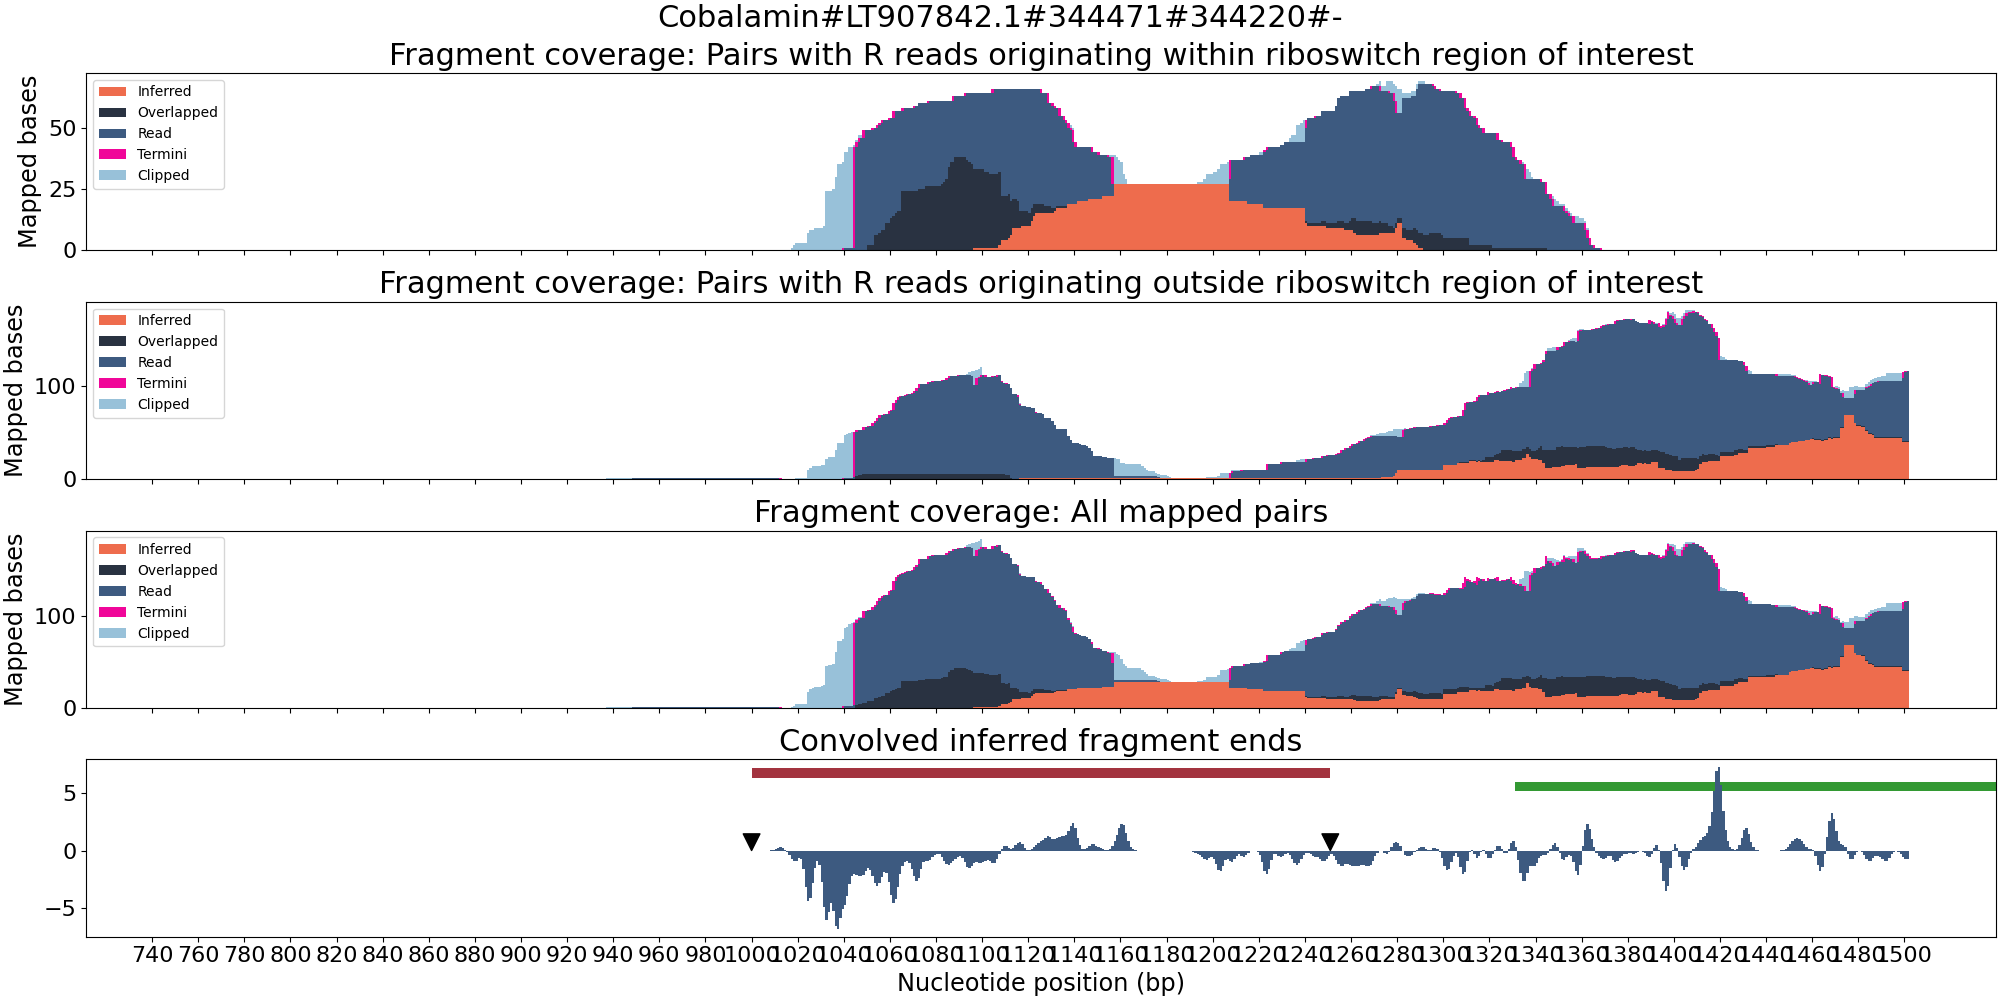 Cobalamin#LT907842.1#344471#344220#-
Fragment coverage: Pairs with R reads originating within riboswitch region of interest
Mapped bases
50
25
0
Inferred
Overlapped
Read
Termini
Clipped
Fragment coverage: Pairs with R reads originating outside riboswitch region of interest
Mapped bases
100
0
Inferred
Overlapped
Read
Termini
Clipped
Fragment coverage: All mapped pairs
Mapped bases
100
0
Inferred
Overlapped
Read
Termini
Clipped
Convolved inferred fragment ends
5
0
−5
740 760 780 800 820 840 860 880 900 920 940 960 980 1000 1020 1040 1060 1080 1100 1120 1140 1160 1180 1200 1220 1240 1260 1280 1300 1320 1340 1360 1380 1400 1420 1440 1460 1480 1500
Nucleotide position (bp)